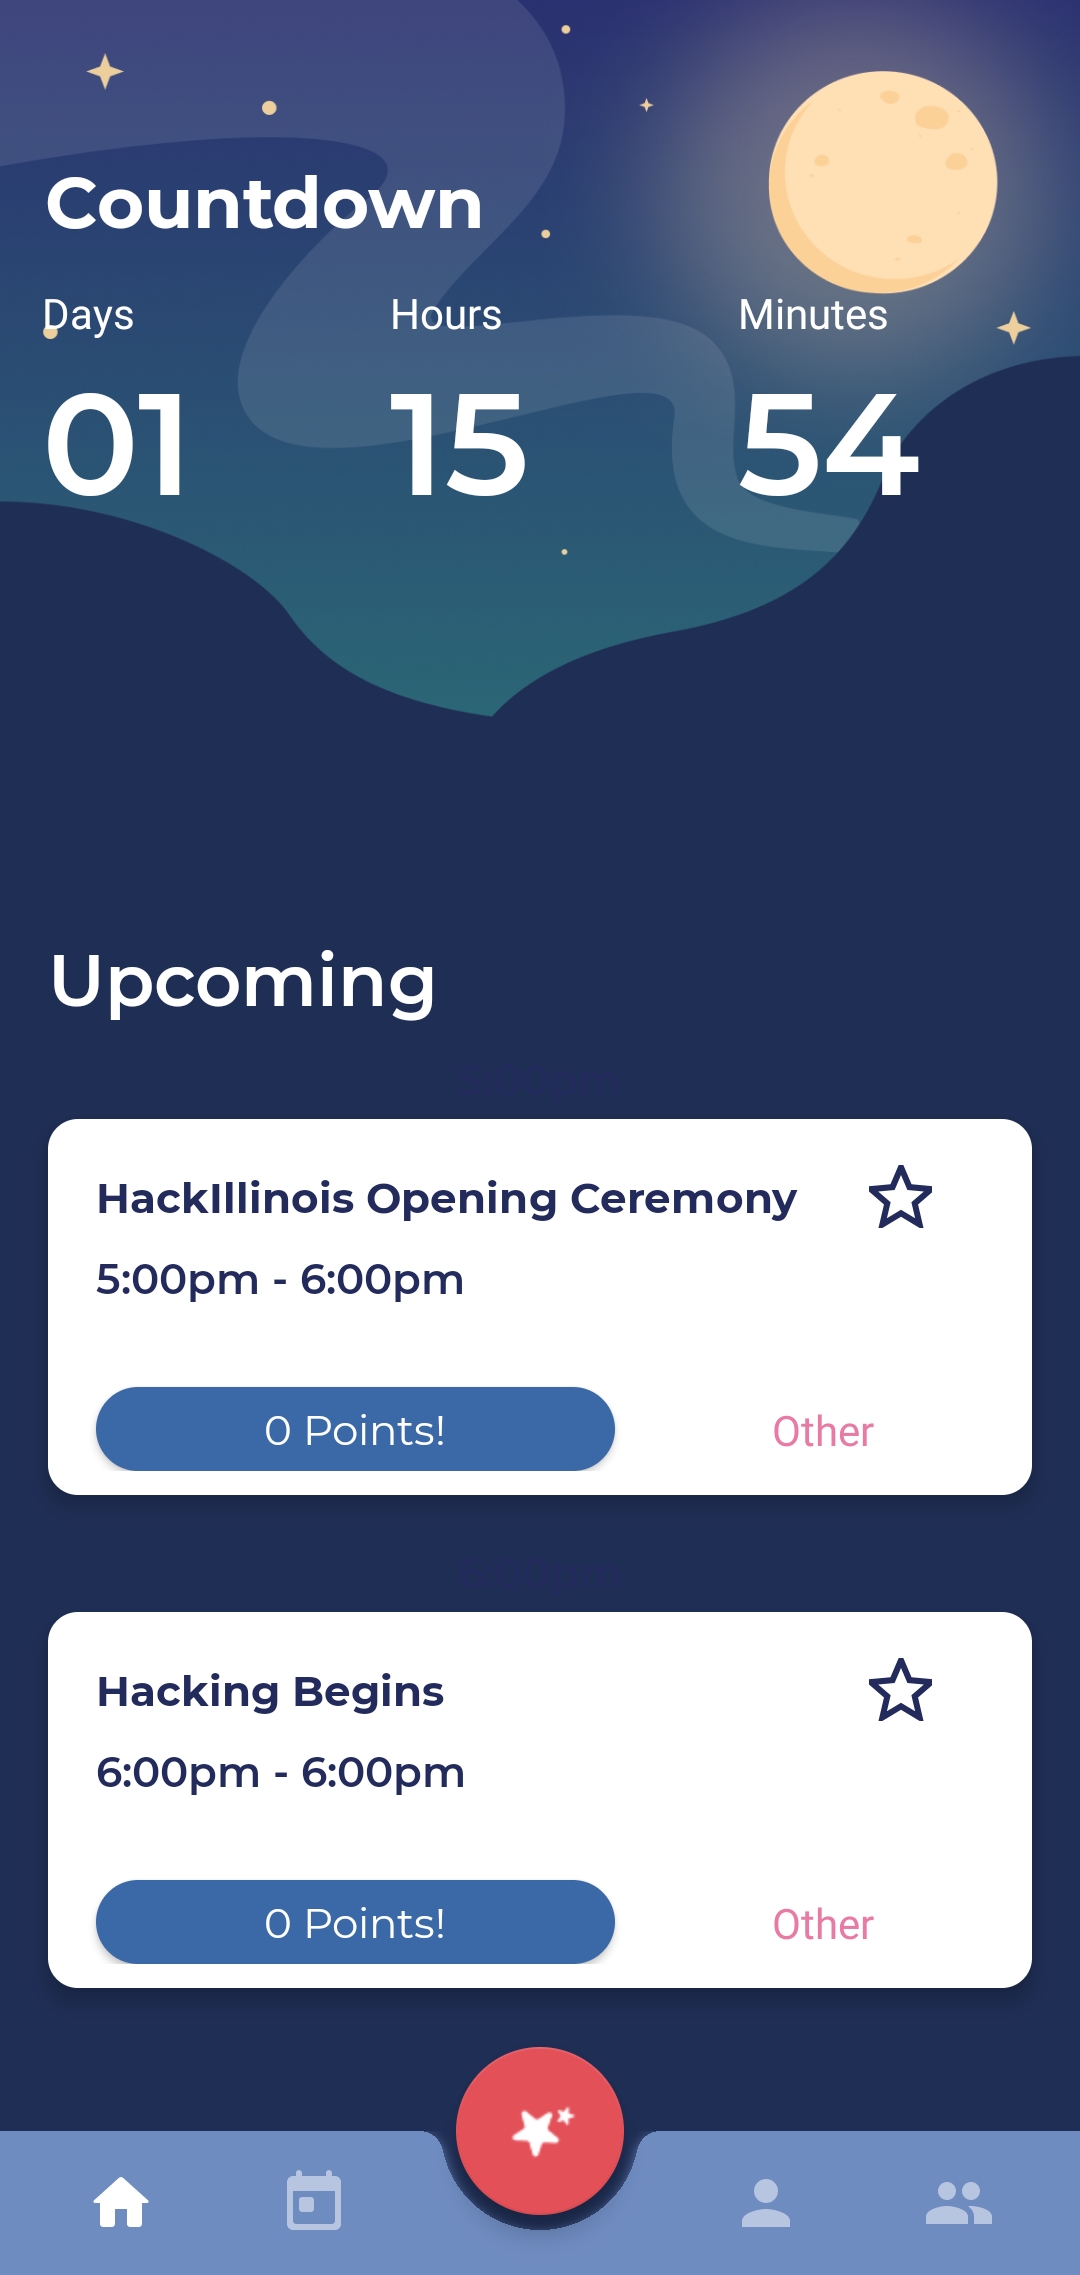 Countdown
Days Hours Minutes
01 15 54
Upcoming
HackIllinois Opening Ceremony
5:00pm - 6:00pm
0 Points! Other
Hacking Begins
6:00pm - 6:00pm
0 Points! Other